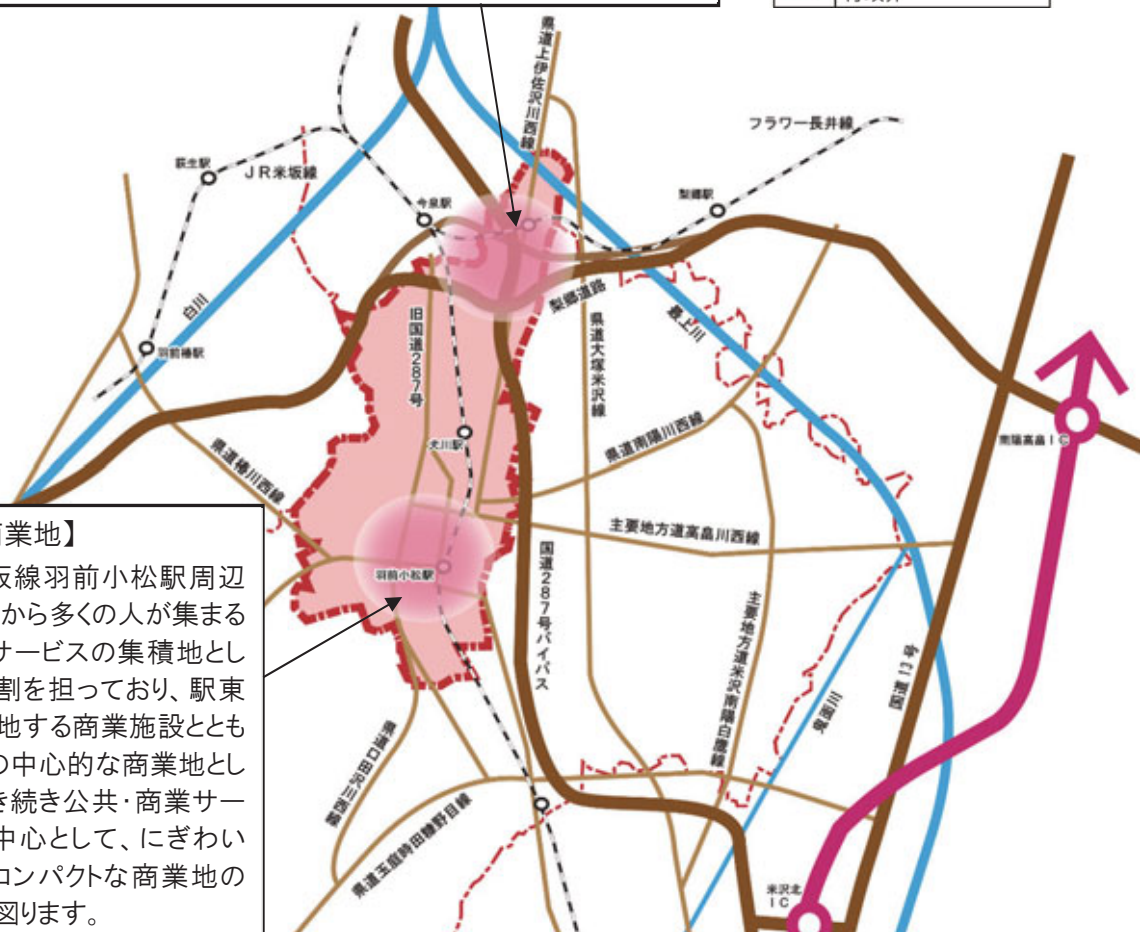 県道上伊佐沢川西線
フラワー長井線
萩生駅
JR米坂線
今泉駅
梨郷駅
白川
梨郷道路
最上川
羽前椿駅
旧国道287号
県道大塚米沢線
犬川駅
県道南陽川西線
南陽高畠IC
県道椿川西線
主要地方道高畠川西線
羽前小松駅
国道287号バイパス
主要地方道米沢南陽白鷹線
国道13号
鬼面川
県道口田沢川西線
県道玉庭時田糠野目線
米沢北
IC
商業地】
坂線羽前小松駅周辺
から多くの人が集まる
サービスの集積地とし
割を担っており、駅東
地する商業施設ととも
の中心的な商業地とし
き続き公共・商業サー
中心として、にぎわい
コンパクトな商業地の
図ります。